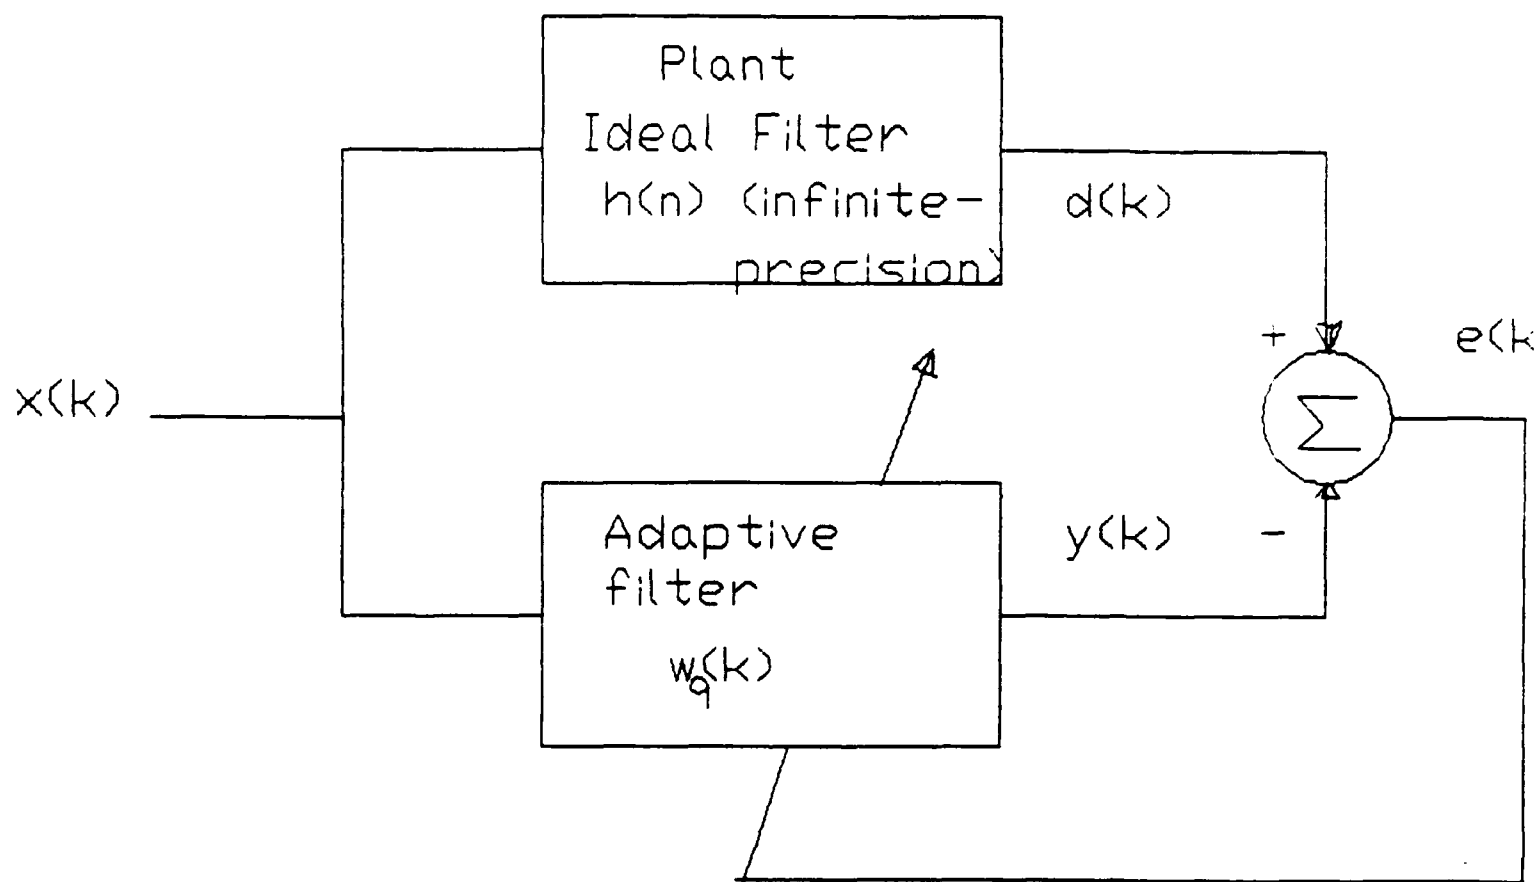 Plant
Ideal Filter
h(n) (infinite-
precision)
d(k)
+
e(k
x(k)
Σ
Adaptive
filter
w_q(k)
y(k)
-